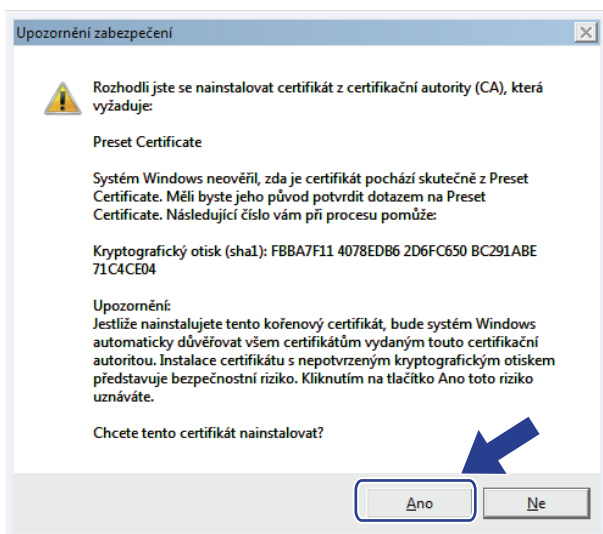 Upozornění zabezpečení
Rozhodli jste se nainstalovat certifikát z certifikační autority (CA), která
vyžaduje:
Preset Certificate
Systém Windows neověřil, zda je certifikát pochází skutečně z Preset
Certificate. Měli byste jeho původ potvrdit dotazem na Preset
Certificate. Následující číslo vám při procesu pomůže:
Kryptografický otisk (sha1): FBBA7F11 4078EDB6 2D6FC650 BC291ABE
71C4CE04
Upozornění:
Jestliže nainstalujete tento kořenový certifikát, bude systém Windows
automaticky důvěřovat všem certifikátům vydaným touto certifikační
autoritou. Instalace certifikátu s nepotvrzeným kryptografickým otiskem
představuje bezpečnostní riziko. Kliknutím na tlačítko Ano toto riziko
uznáváte.
Chcete tento certifikát nainstalovat?
Ano
Ne